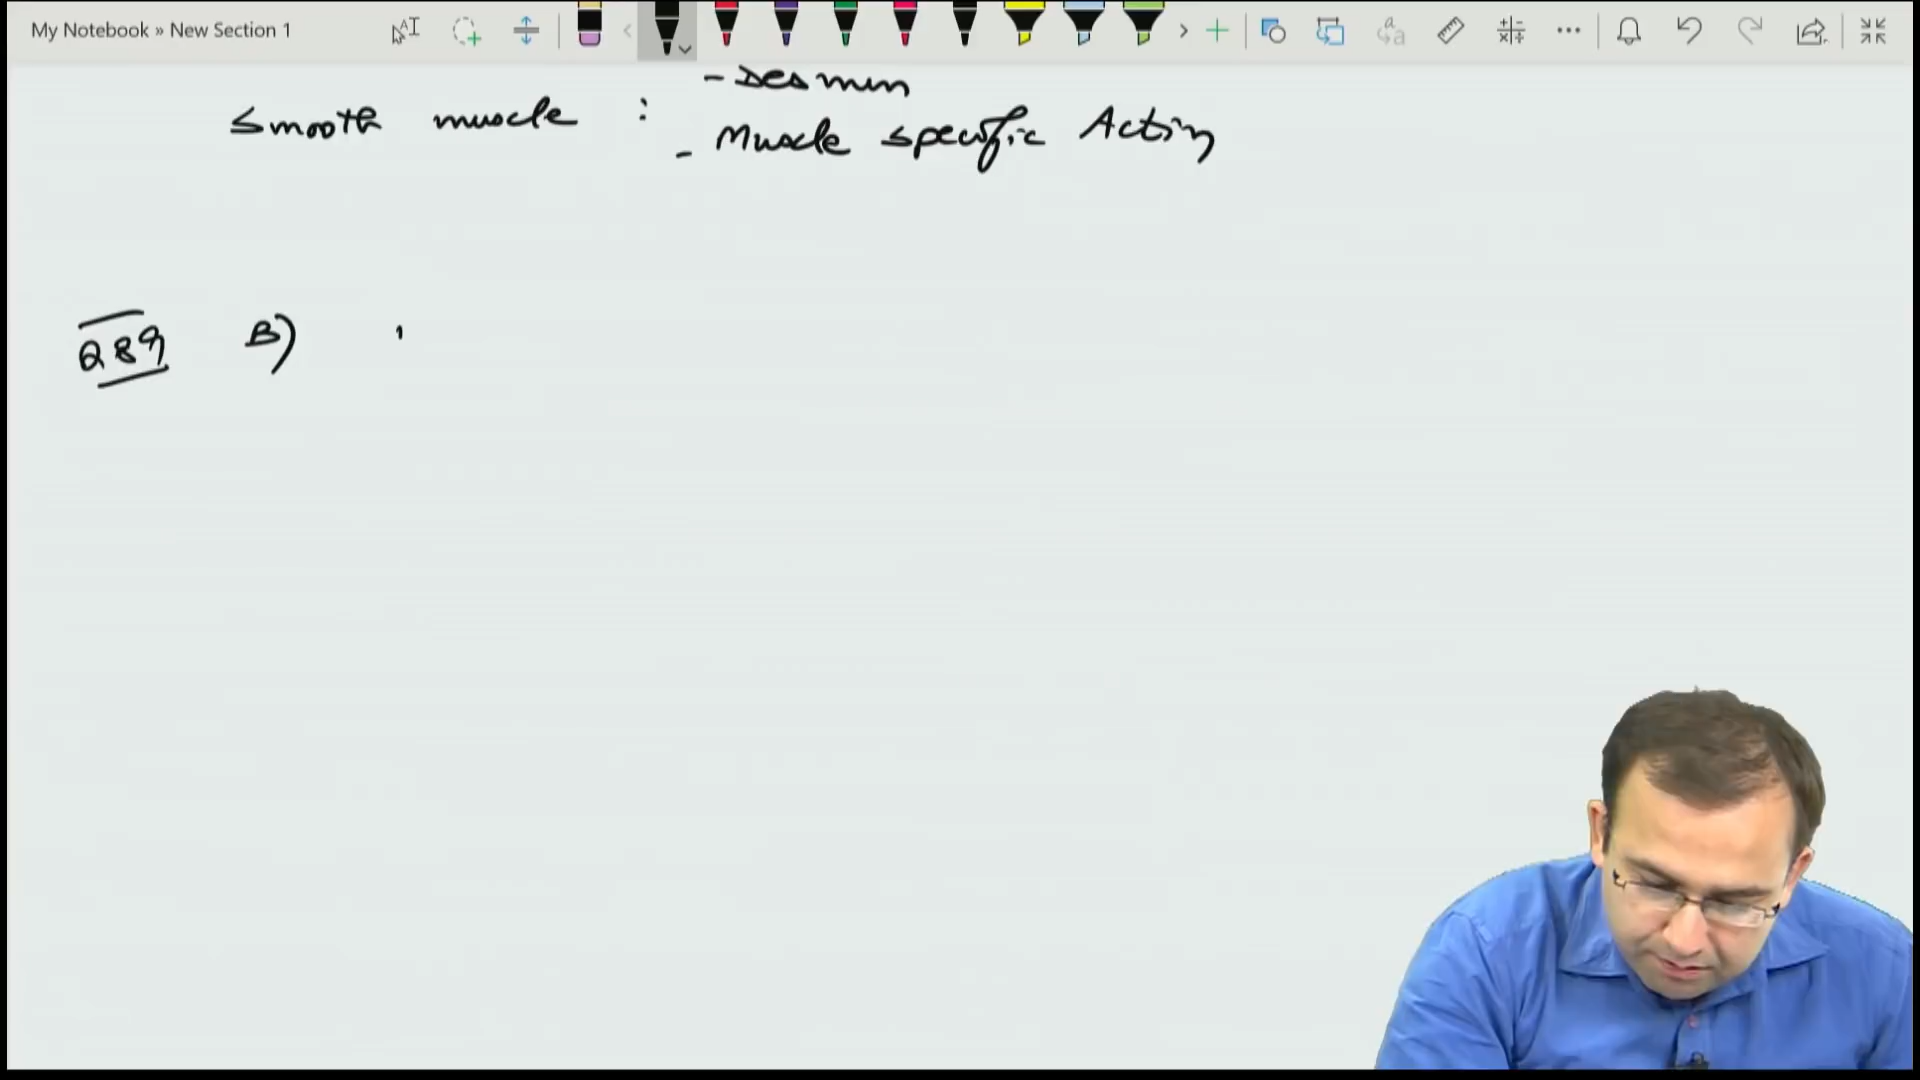 My Notebook » New Section 1
- Desmin
Smooth muscle :
- Muscle specific Actin
Q89 B)